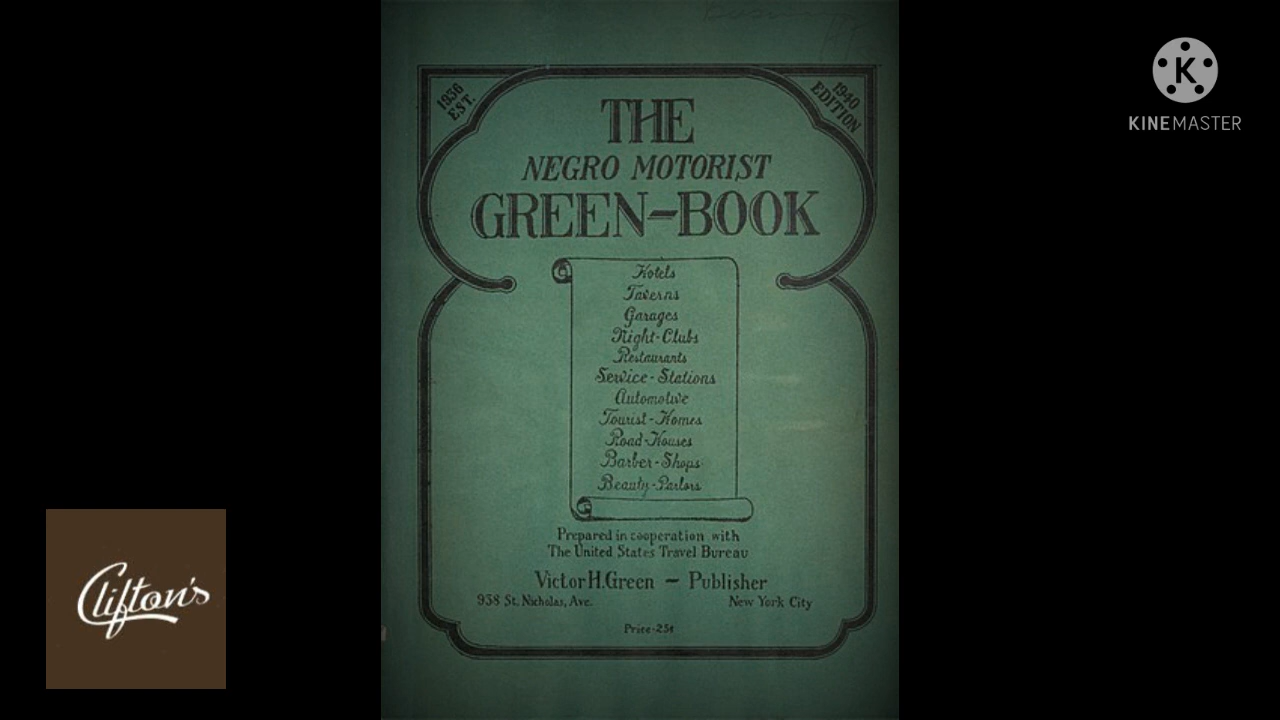 1936
EST.
1940
EDITION
THE
NEGRO MOTORIST
GREEN-BOOK
Hotels
Taverns
Garages
Night-Clubs
Restaurants
Service-Stations
Automotive
Tourist-Homes
Road-Houses
Barber-Shops
Beauty-Parlors
Prepared in cooperation with
The United States Travel Bureau
Victor H. Green — Publisher
938 St. Nicholas, Ave. New York City
Price-25¢
K
KINEMASTER
Clifton's